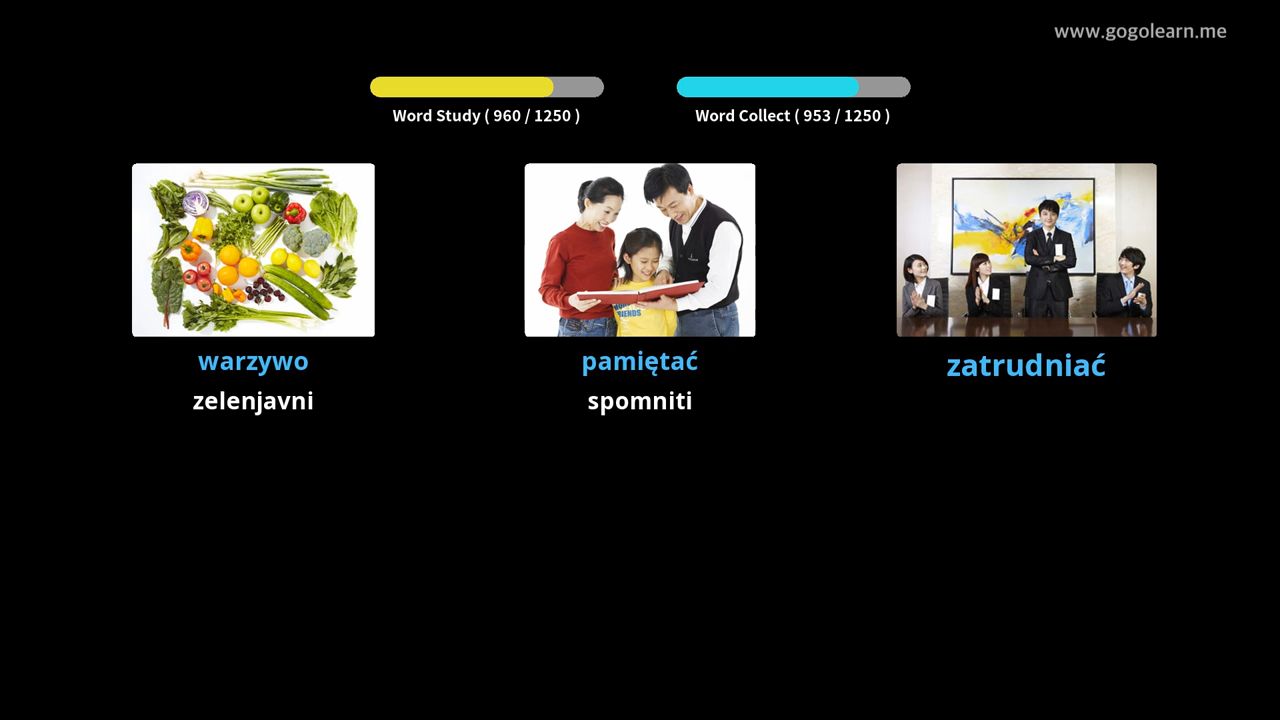 www.gogolearn.me
Word Study ( 960 / 1250 )
Word Collect ( 953 / 1250 )
warzywo
zelenjavni
pamiętać
spomniti
zatrudniać